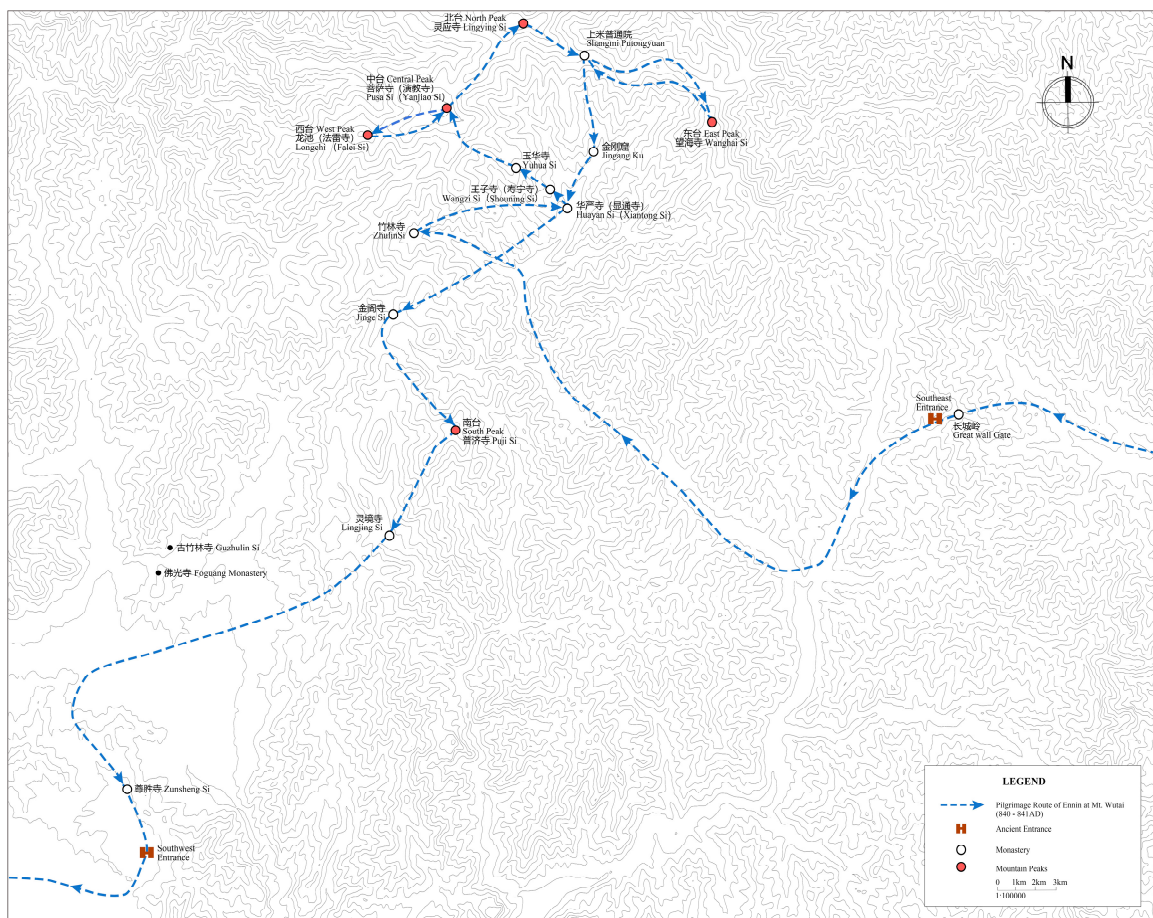 北台 North Peak
灵应寺 Lingying Si
上米普通院
Shangmi Putongyuan
N
中台 Central Peak
菩萨寺（演教寺）
Pusa Si（Yanjiao Si）
西台 West Peak
龙池（法雷寺）
Longchi （Falei Si）
东台 East Peak
望海寺 Wanghai Si
金刚窟
Jingang Ku
玉华寺
Yuhua Si
王子寺（寿宁寺）
Wangzi Si（Shouning Si）
华严寺（显通寺）
Huayan Si（Xiantong Si）
竹林寺
ZhulinSi
金阁寺
Jinge Si
Southeast
Entrance
长城岭
Great wall Gate
南台
South Peak
普济寺 Puji Si
灵境寺
Lingjing Si
古竹林寺 Guzhulin Si
佛光寺 Foguang Monastery
尊胜寺 Zunsheng Si
Southwest
Entrance
LEGEND
Pilgrimage Route of Ennin at Mt. Wutai
(840 - 841AD)
Ancient Entrance
Monastery
Mountain Peaks
0 1km 2km 3km
1:100000